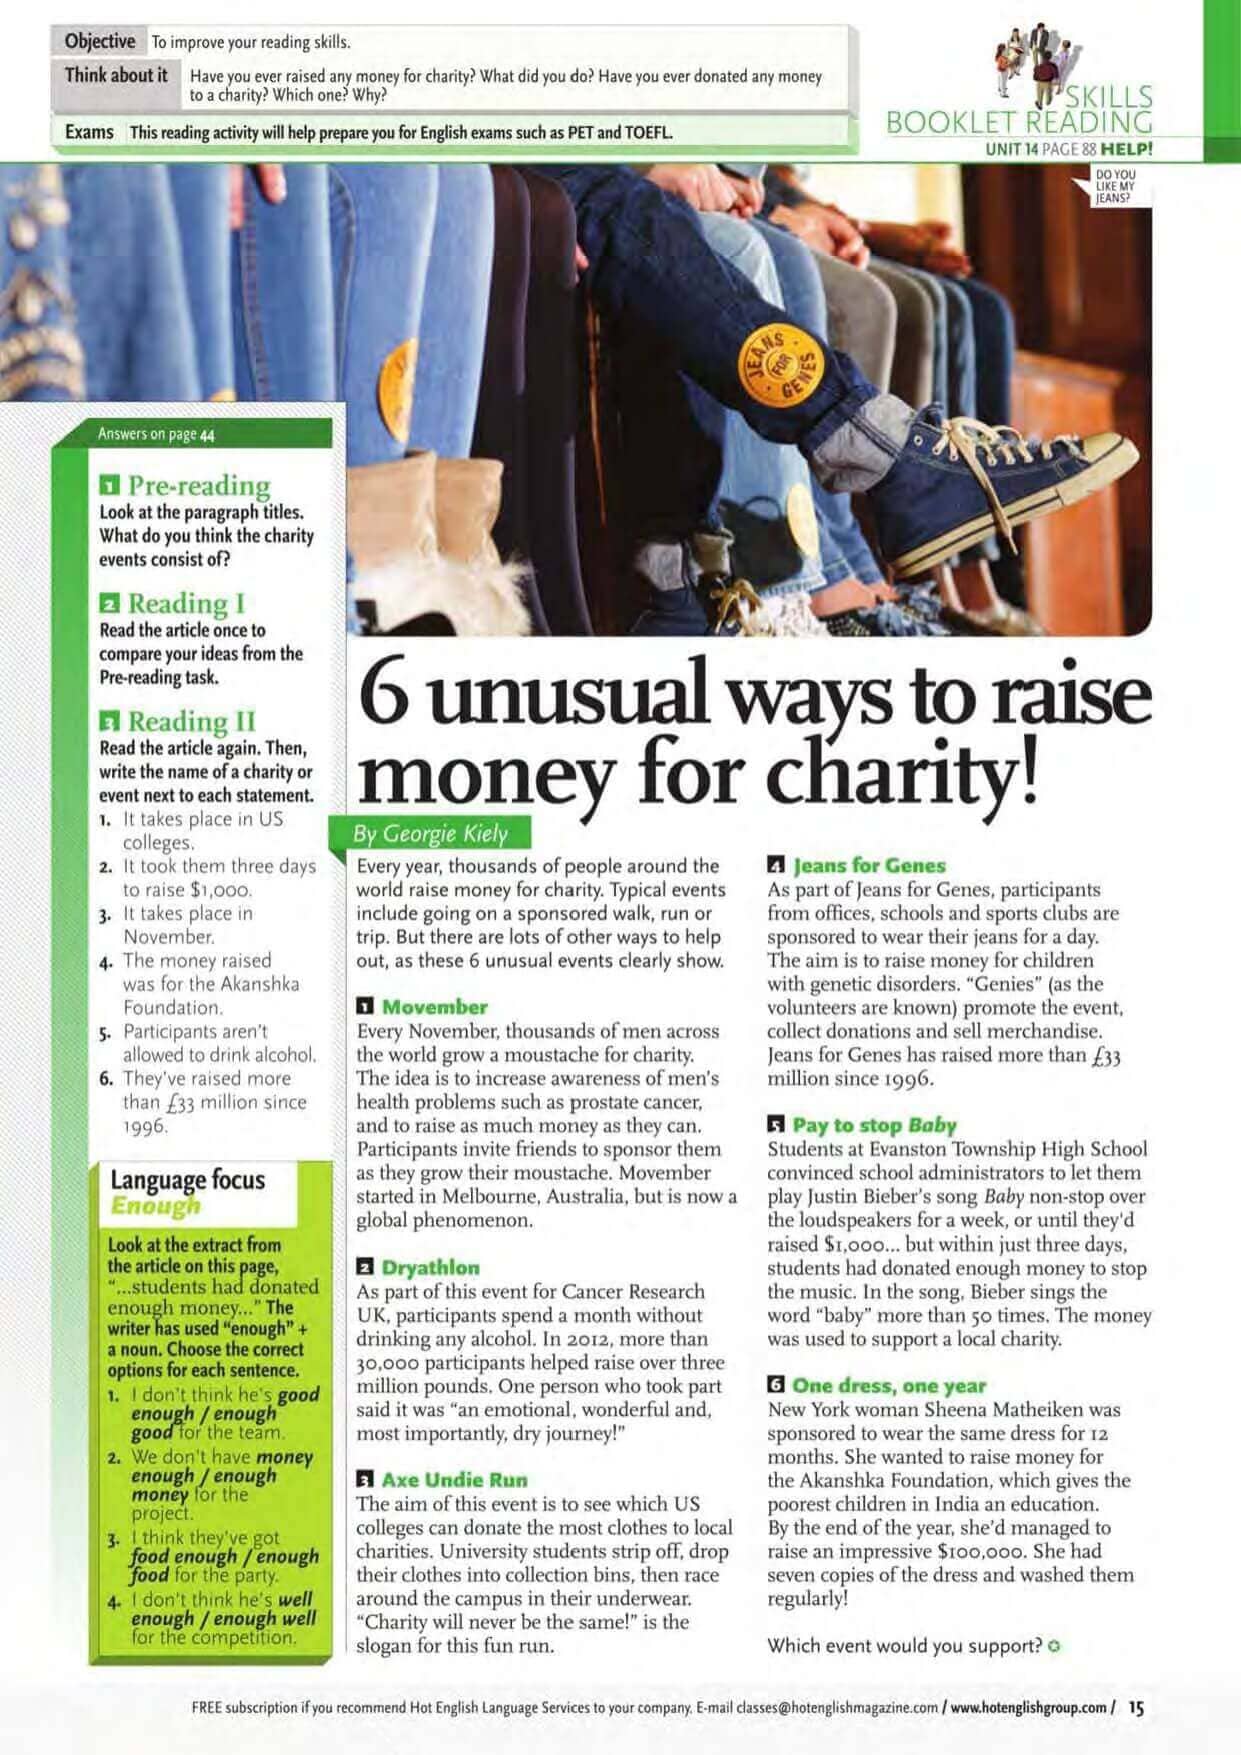 Objective To improve your reading skills.
Think about it Have you ever raised any money for charity? What did you do? Have you ever donated any money
to a charity? Which one? Why?
Exams This reading activity will help prepare you for English exams such as PET and TOEFL.
SKILLS
BOOKLET READING
UNIT 14 PAGE 88 HELP!
DO YOU
LIKE MY
JEANS?
JEANS
FOR
GENES
Answers on page 44
1 Pre-reading
Look at the paragraph titles.
What do you think the charity
events consist of?
2 Reading I
Read the article once to
compare your ideas from the
Pre-reading task.
3 Reading II
Read the article again. Then,
write the name of a charity or
event next to each statement.
1. It takes place in US
colleges.
2. It took them three days
to raise $1,000.
3. It takes place in
November.
4. The money raised
was for the Akanshka
Foundation.
5. Participants aren't
allowed to drink alcohol.
6. They've raised more
than £33 million since
1996.
Language focus
Enough
Look at the extract from
the article on this page,
"...students had donated
enough money..." The
writer has used "enough" +
a noun. Choose the correct
options for each sentence.
1. I don't think he's good
enough / enough
good for the team.
2. We don't have money
enough / enough
money for the
project.
3. I think they've got
food enough / enough
food for the party.
4. I don't think he's well
enough / enough well
for the competition.
6 unusual ways to raise
money for charity!
By Georgie Kiely
Every year, thousands of people around the
world raise money for charity. Typical events
include going on a sponsored walk, run or
trip. But there are lots of other ways to help
out, as these 6 unusual events clearly show.
1 Movember
Every November, thousands of men across
the world grow a moustache for charity.
The idea is to increase awareness of men's
health problems such as prostate cancer,
and to raise as much money as they can.
Participants invite friends to sponsor them
as they grow their moustache. Movember
started in Melbourne, Australia, but is now a
global phenomenon.
2 Dryathlon
As part of this event for Cancer Research
UK, participants spend a month without
drinking any alcohol. In 2012, more than
30,000 participants helped raise over three
million pounds. One person who took part
said it was "an emotional, wonderful and,
most importantly, dry journey!"
3 Axe Undie Run
The aim of this event is to see which US
colleges can donate the most clothes to local
charities. University students strip off, drop
their clothes into collection bins, then race
around the campus in their underwear.
"Charity will never be the same!" is the
slogan for this fun run.
4 Jeans for Genes
As part of Jeans for Genes, participants
from offices, schools and sports clubs are
sponsored to wear their jeans for a day.
The aim is to raise money for children
with genetic disorders. "Genies" (as the
volunteers are known) promote the event,
collect donations and sell merchandise.
Jeans for Genes has raised more than £33
million since 1996.
5 Pay to stop Baby
Students at Evanston Township High School
convinced school administrators to let them
play Justin Bieber's song Baby non-stop over
the loudspeakers for a week, or until they'd
raised $1,000... but within just three days,
students had donated enough money to stop
the music. In the song, Bieber sings the
word "baby" more than 50 times. The money
was used to support a local charity.
6 One dress, one year
New York woman Sheena Matheiken was
sponsored to wear the same dress for 12
months. She wanted to raise money for
the Akanshka Foundation, which gives the
poorest children in India an education.
By the end of the year, she'd managed to
raise an impressive $100,000. She had
seven copies of the dress and washed them
regularly!
Which event would you support?
FREE subscription if you recommend Hot English Language Services to your company. E-mail classes@hotenglishmagazine.com / www.hotenglishgroup.com / 15